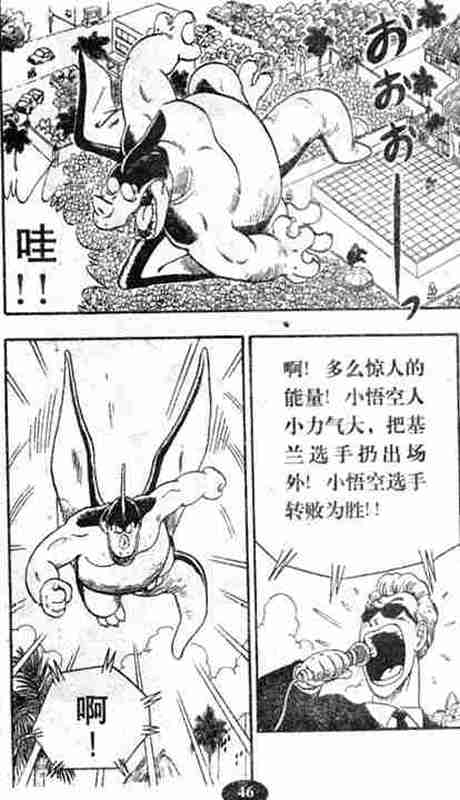 おおおーっ
哇!!
啊！多么惊人的
能量！小悟空人
小力气大，把基
兰选手扔出场
外！小悟空选手
转败为胜!!
啊!
46